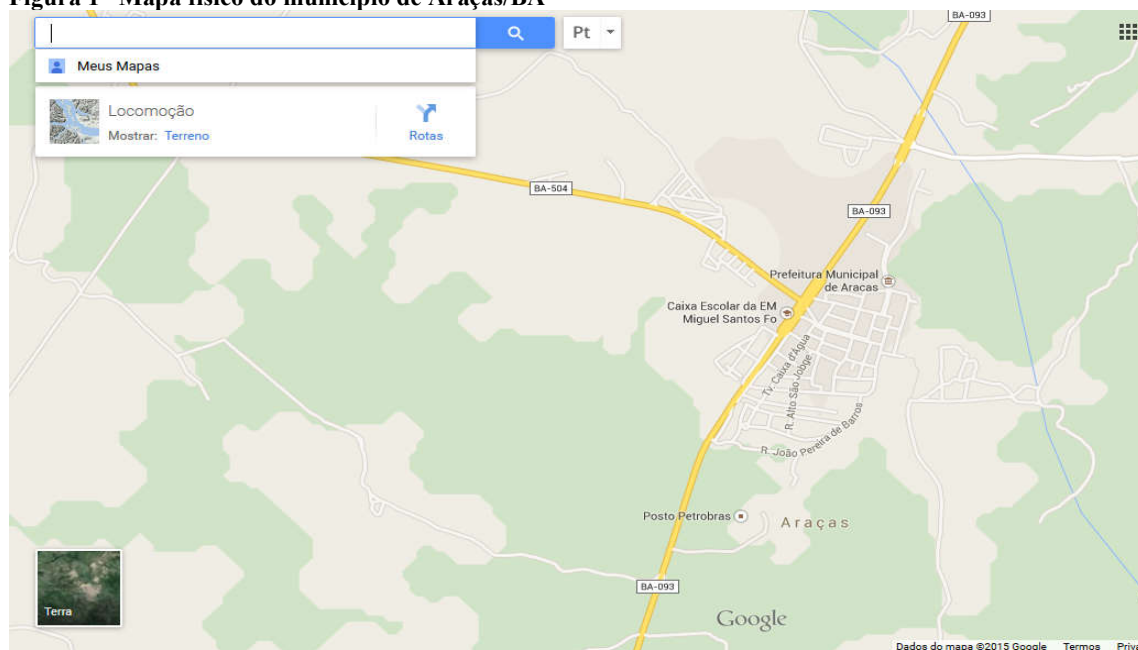 Figura 1 - Mapa físico do município de Araças/BA
BA-093
Pt
Meus Mapas
Locomoção
Mostrar: Terreno
Rotas
BA-504
BA-093
Prefeitura Municipal
de Aracas
Caixa Escolar da EM
Miguel Santos Fo
Tv. Caixa d'Água
R. Alto São Jobge
R. João Pereira de Barros
Posto Petrobras
Araças
BA-093
Terra
Google
Dados do mapa ©2015 Google Termos